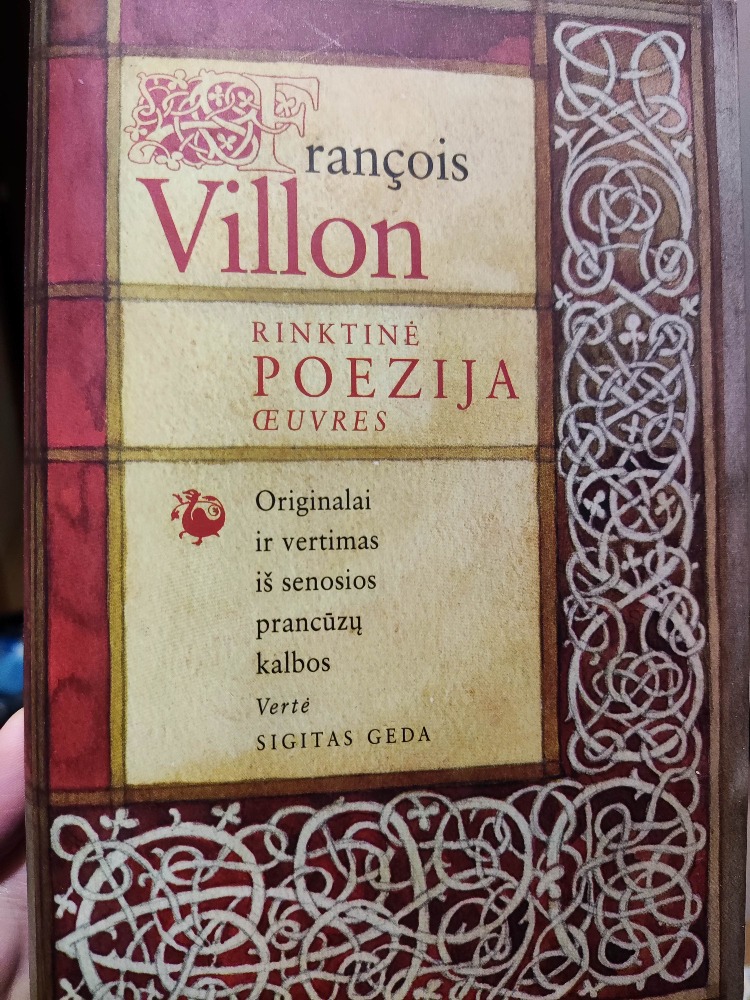 François
Villon
RINKTINĖ
POEZIJA
ŒUVRES
Originalai
ir vertimas
iš senosios
prancūzų
kalbos
Vertė
SIGITAS GEDA